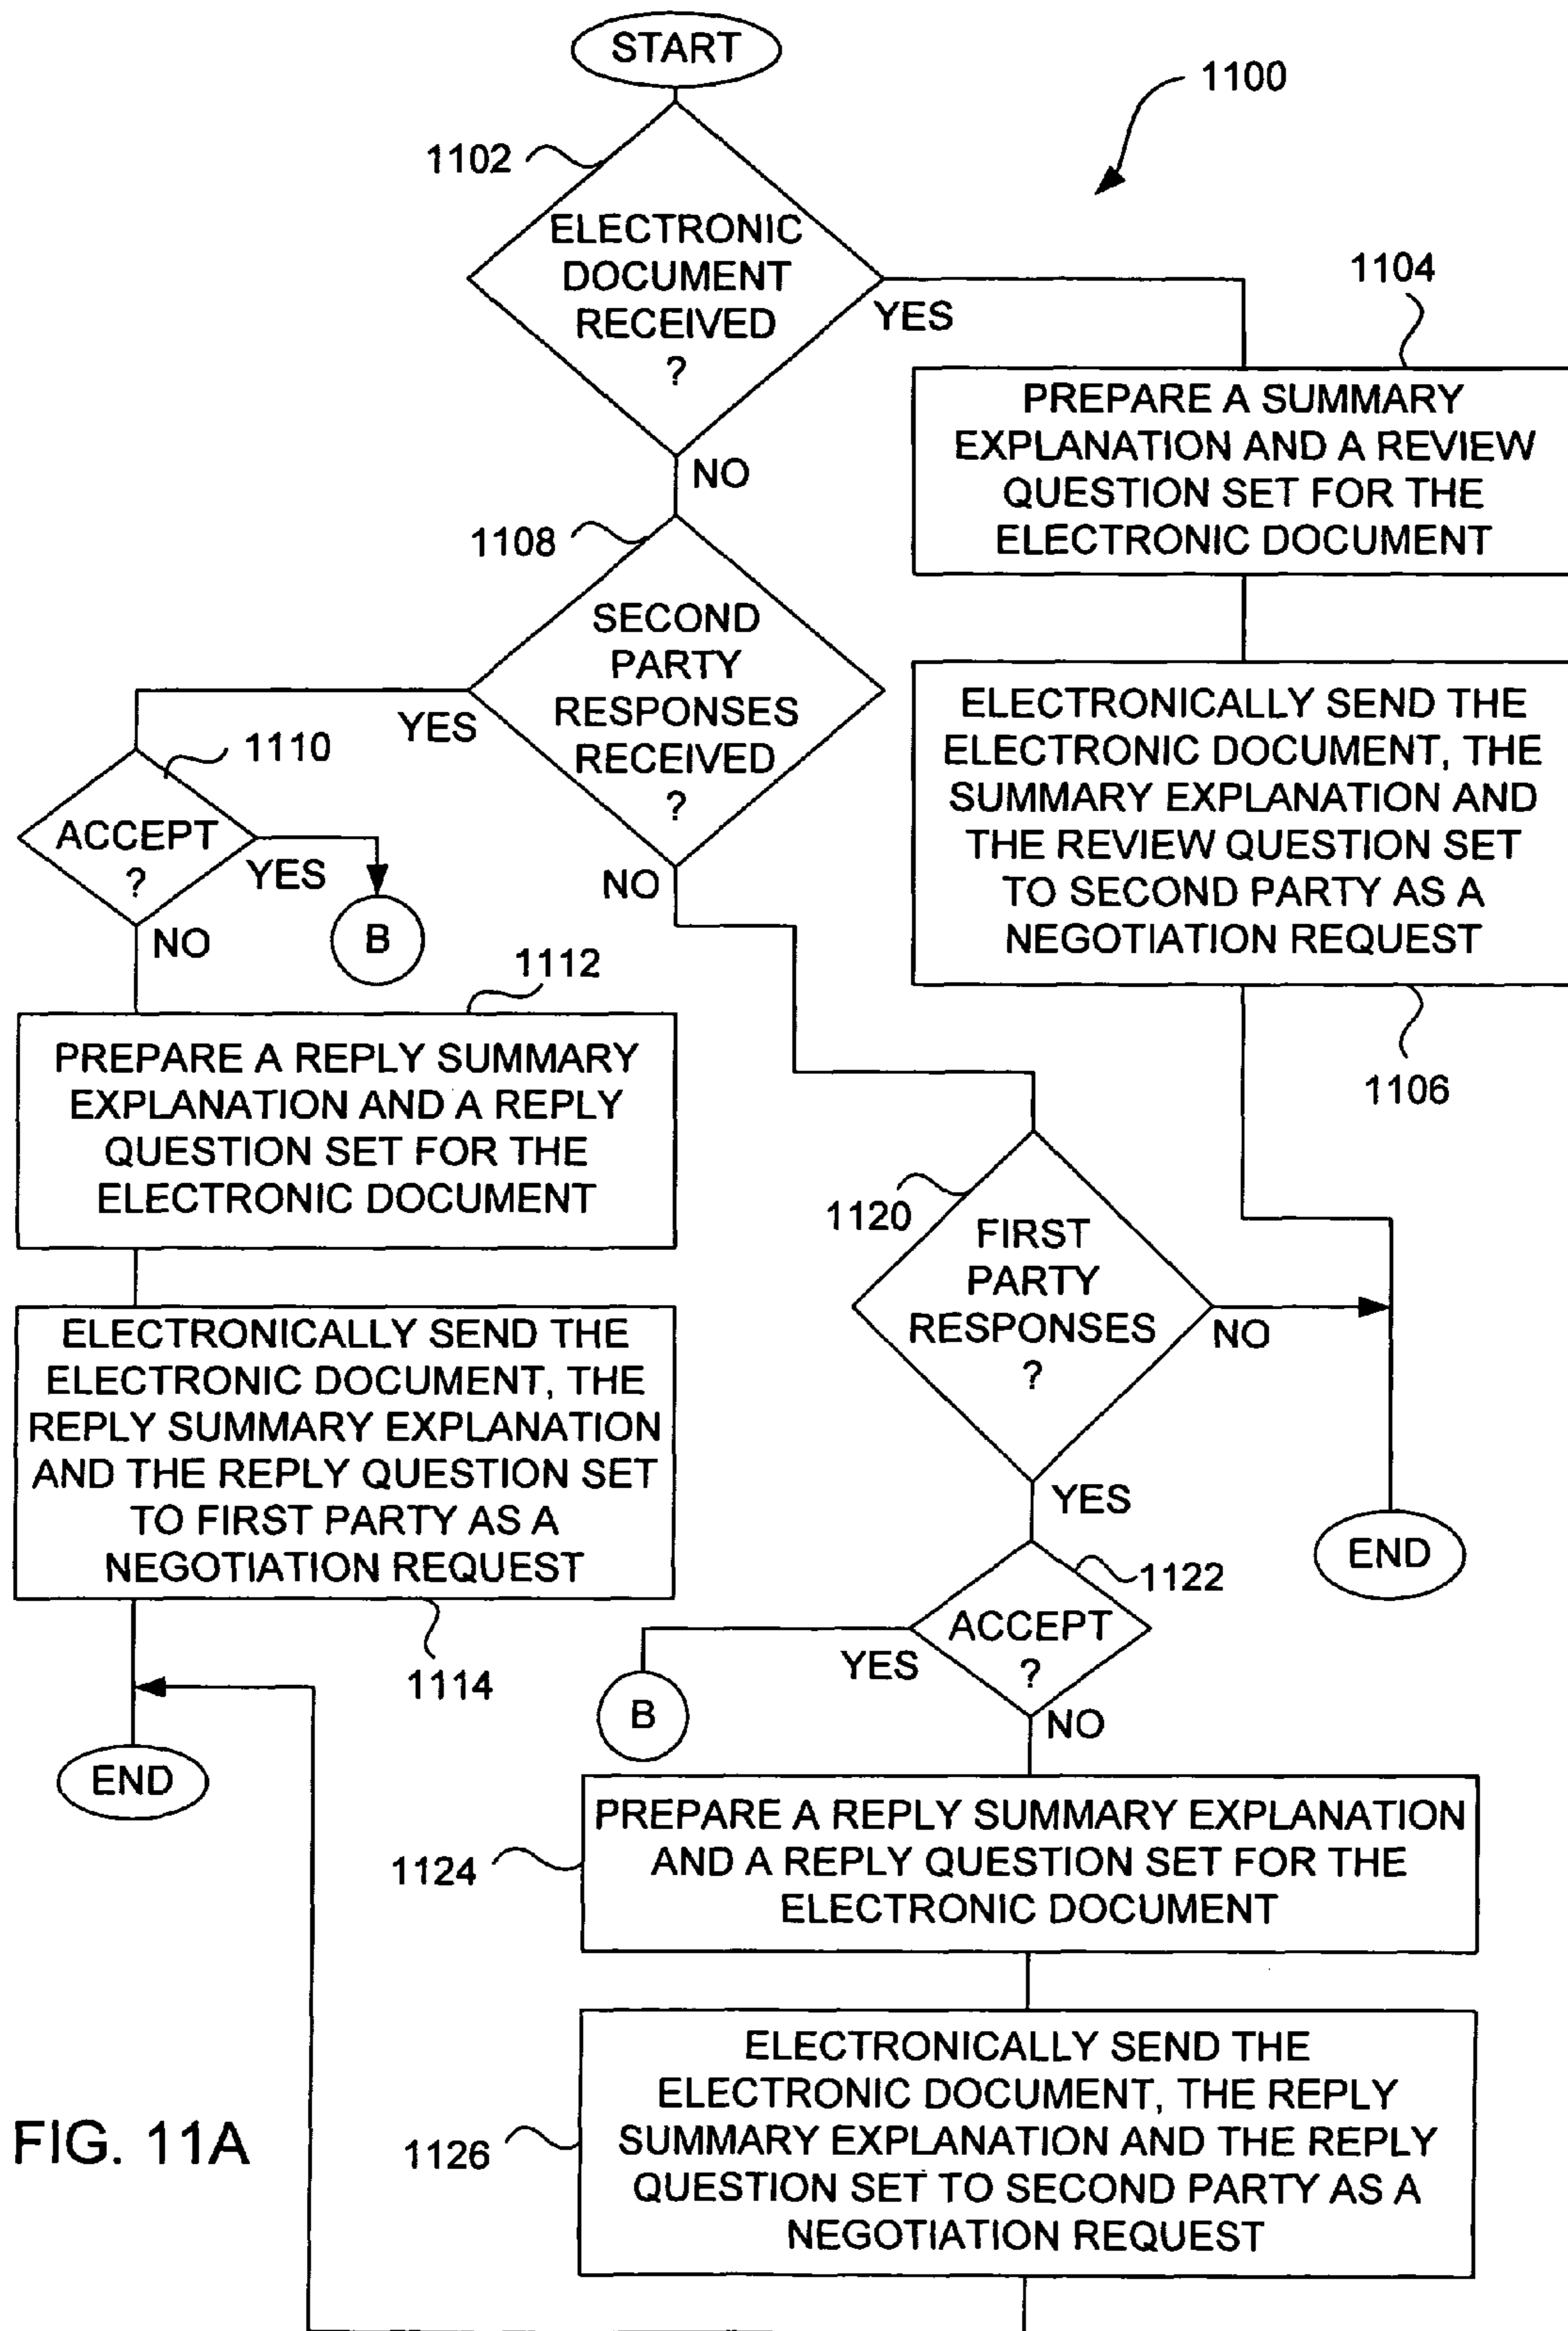 START
1100
1102
ELECTRONIC
DOCUMENT
RECEIVED
?
YES
NO
1104
PREPARE A SUMMARY
EXPLANATION AND A REVIEW
QUESTION SET FOR THE
ELECTRONIC DOCUMENT
1108
SECOND
PARTY
RESPONSES
RECEIVED
?
YES
NO
ELECTRONICALLY SEND THE
ELECTRONIC DOCUMENT, THE
SUMMARY EXPLANATION AND
THE REVIEW QUESTION SET
TO SECOND PARTY AS A
NEGOTIATION REQUEST
1106
1110
ACCEPT
?
YES
B
NO
1112
PREPARE A REPLY SUMMARY
EXPLANATION AND A REPLY
QUESTION SET FOR THE
ELECTRONIC DOCUMENT
1120
FIRST
PARTY
RESPONSES
?
NO
YES
END
ELECTRONICALLY SEND THE
ELECTRONIC DOCUMENT, THE
REPLY SUMMARY EXPLANATION
AND THE REPLY QUESTION SET
TO FIRST PARTY AS A
NEGOTIATION REQUEST
1114
END
1122
ACCEPT
?
YES
B
NO
1124
PREPARE A REPLY SUMMARY EXPLANATION
AND A REPLY QUESTION SET FOR THE
ELECTRONIC DOCUMENT
1126
ELECTRONICALLY SEND THE
ELECTRONIC DOCUMENT, THE REPLY
SUMMARY EXPLANATION AND THE REPLY
QUESTION SET TO SECOND PARTY AS A
NEGOTIATION REQUEST
FIG. 11A